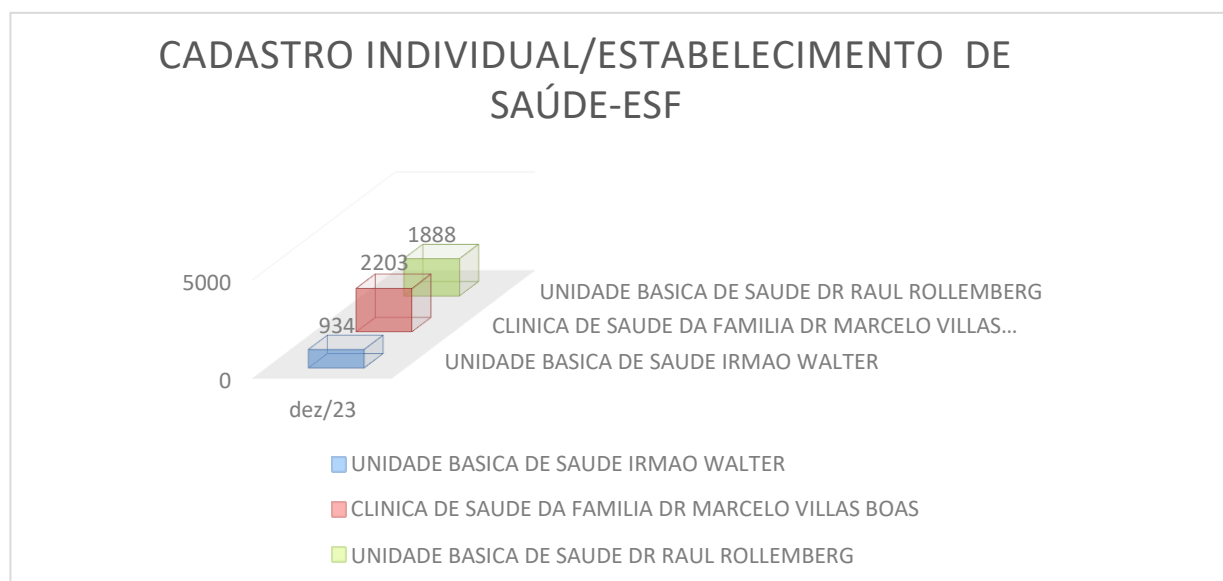 CADASTRO INDIVIDUAL/ESTABELECIMENTO DE
SAÚDE-ESF
1888
2203
934
5000
0
UNIDADE BASICA DE SAUDE DR RAUL ROLLEMBERG
CLINICA DE SAUDE DA FAMILIA DR MARCELO VILLAS...
UNIDADE BASICA DE SAUDE IRMAO WALTER
dez/23
UNIDADE BASICA DE SAUDE IRMAO WALTER
CLINICA DE SAUDE DA FAMILIA DR MARCELO VILLAS BOAS
UNIDADE BASICA DE SAUDE DR RAUL ROLLEMBERG